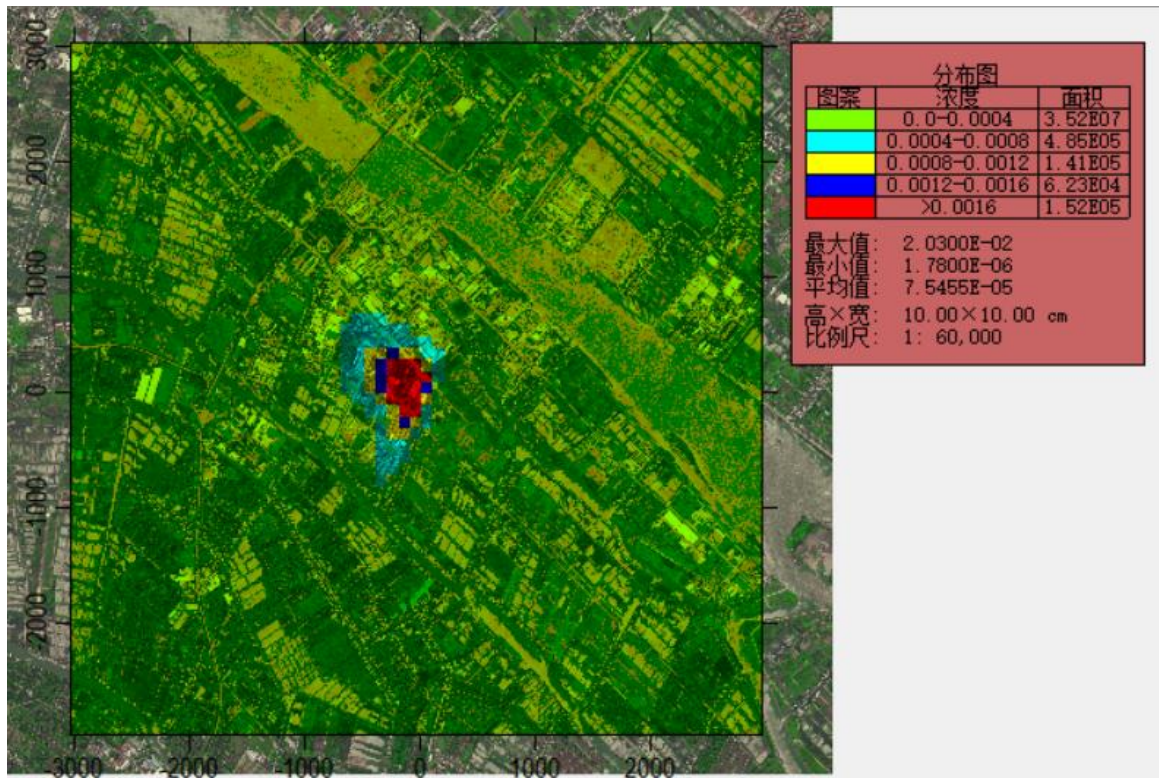 分布图
图案 浓度 面积
0.0-0.0004 3.52E07
0.0004-0.0008 4.85E05
0.0008-0.0012 1.41E05
0.0012-0.0016 6.23E04
>0.0016 1.52E05
最大值: 2.0300E-02
最小值: 1.7800E-06
平均值: 7.5455E-05
高×宽: 10.00×10.00 cm
比例尺: 1: 60,000
3000
2000
1000
0
-1000
-2000
-3000 -2000 -1000 0 1000 2000